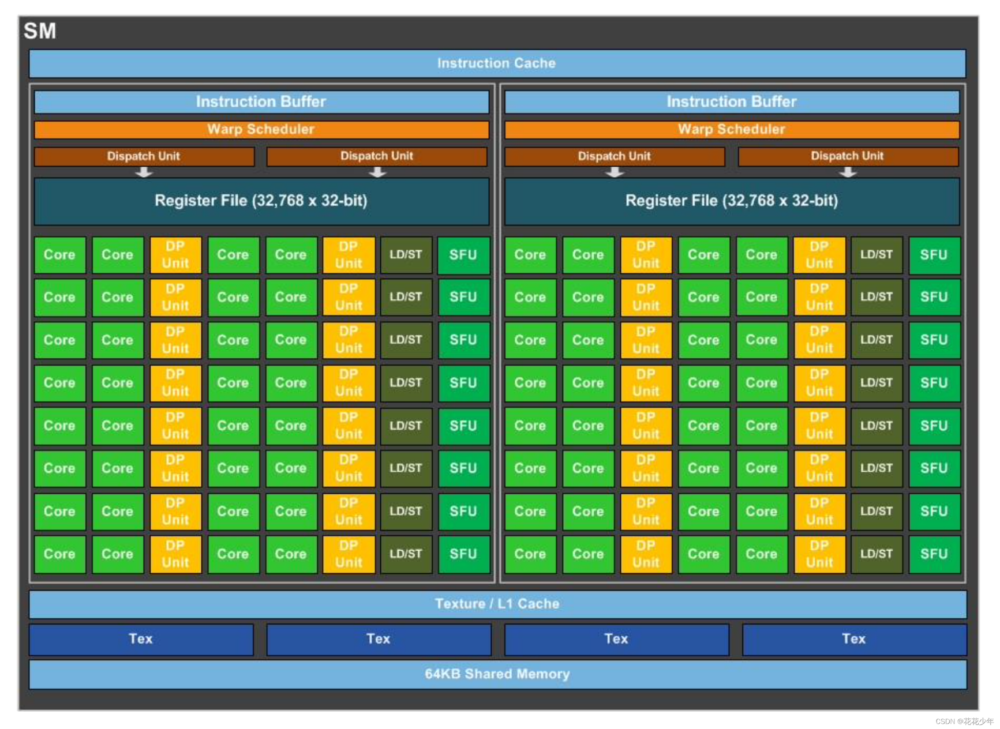 SM
Instruction Cache
Instruction Buffer Instruction Buffer
Warp Scheduler Warp Scheduler
Dispatch Unit Dispatch Unit Dispatch Unit Dispatch Unit
Register File (32,768 x 32-bit) Register File (32,768 x 32-bit)
Core Core DP Unit Core Core DP Unit LD/ST SFU Core Core DP Unit Core Core DP Unit LD/ST SFU
Core Core DP Unit Core Core DP Unit LD/ST SFU Core Core DP Unit Core Core DP Unit LD/ST SFU
Core Core DP Unit Core Core DP Unit LD/ST SFU Core Core DP Unit Core Core DP Unit LD/ST SFU
Core Core DP Unit Core Core DP Unit LD/ST SFU Core Core DP Unit Core Core DP Unit LD/ST SFU
Core Core DP Unit Core Core DP Unit LD/ST SFU Core Core DP Unit Core Core DP Unit LD/ST SFU
Core Core DP Unit Core Core DP Unit LD/ST SFU Core Core DP Unit Core Core DP Unit LD/ST SFU
Core Core DP Unit Core Core DP Unit LD/ST SFU Core Core DP Unit Core Core DP Unit LD/ST SFU
Core Core DP Unit Core Core DP Unit LD/ST SFU Core Core DP Unit Core Core DP Unit LD/ST SFU
Texture / L1 Cache
Tex Tex Tex Tex
64KB Shared Memory
CSDN @花花少年